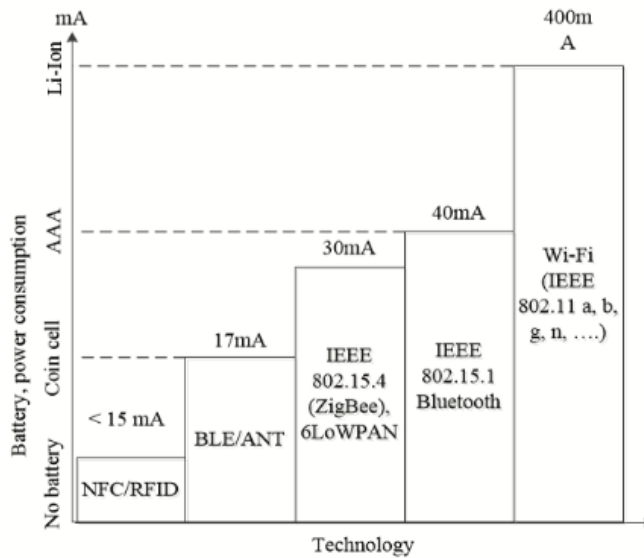 mA
400m
A
Li-Ion
AAA
Coin cell
No battery
Battery, power consumption
< 15 mA
17mA
30mA
40mA
NFC/RFID
BLE/ANT
IEEE
802.15.4
(ZigBee),
6LoWPAN
IEEE
802.15.1
Bluetooth
Wi-Fi
(IEEE
802.11 a, b,
g, n, ....)
Technology